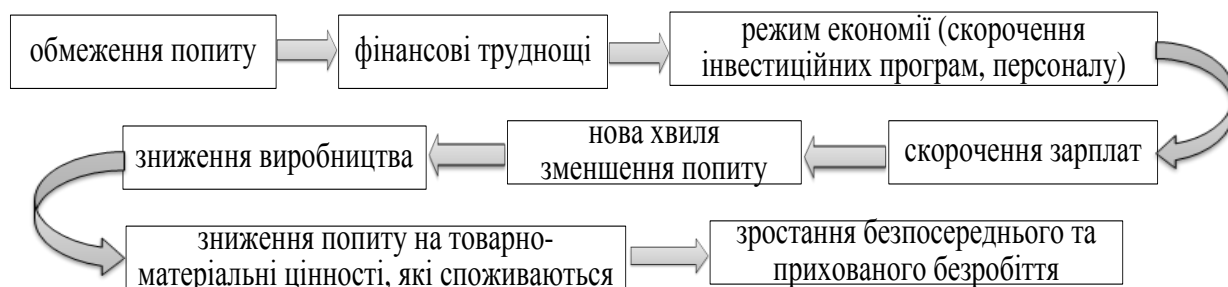 обмеження попиту
фінансові труднощі
режим економії (скорочення
інвестиційних програм, персоналу)
скорочення зарплат
нова хвиля
зменшення попиту
зниження виробництва
зниження попиту на товарно-
матеріальні цінності, які споживаються
зростання безпосереднього та
прихованого безробіття